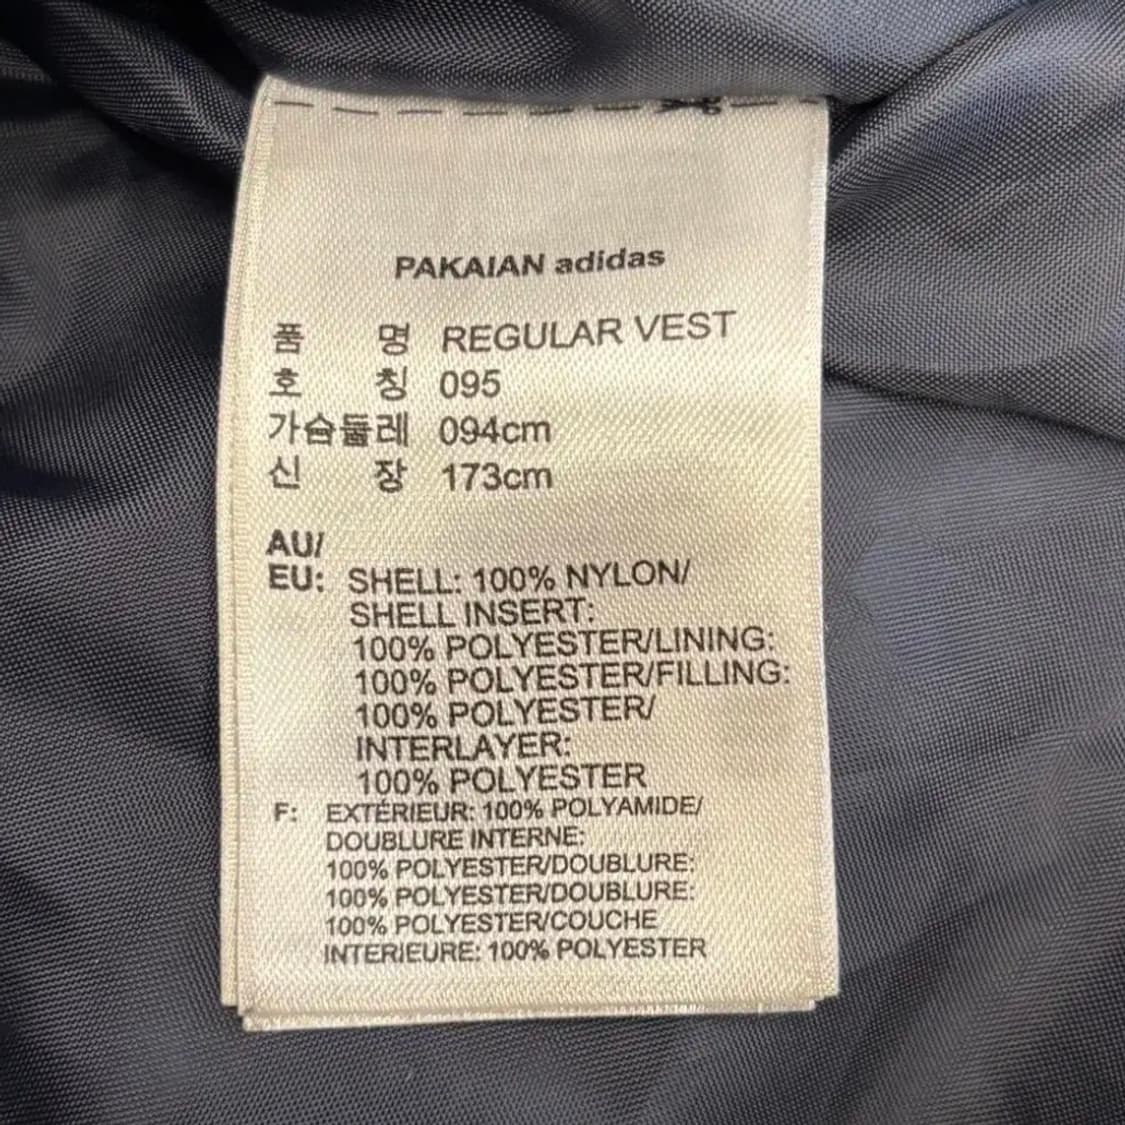 PAKAIAN adidas
품 명 REGULAR VEST
호 칭 095
가슴둘레 094cm
신 장 173cm
AU/
EU: SHELL: 100% NYLON/
SHELL INSERT:
100% POLYESTER/LINING:
100% POLYESTER/FILLING:
100% POLYESTER/
INTERLAYER:
100% POLYESTER
F: EXTÉRIEUR: 100% POLYAMIDE/
DOUBLURE INTERNE:
100% POLYESTER/DOUBLURE:
100% POLYESTER/DOUBLURE:
100% POLYESTER/COUCHE
INTERIEURE: 100% POLYESTER